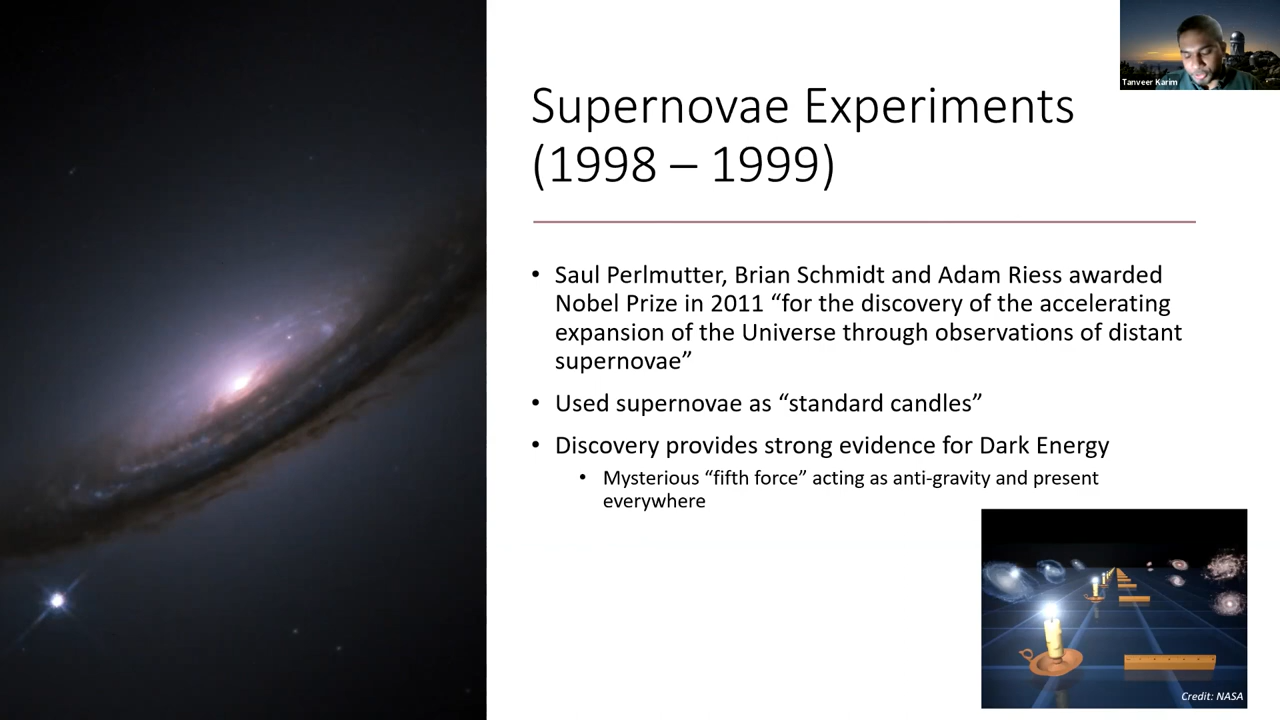 Tanveer Karim
Supernovae Experiments
(1998 – 1999)
• Saul Perlmutter, Brian Schmidt and Adam Riess awarded
Nobel Prize in 2011 “for the discovery of the accelerating
expansion of the Universe through observations of distant
supernovae”
• Used supernovae as “standard candles”
• Discovery provides strong evidence for Dark Energy
• Mysterious “fifth force” acting as anti-gravity and present
everywhere
Credit: NASA